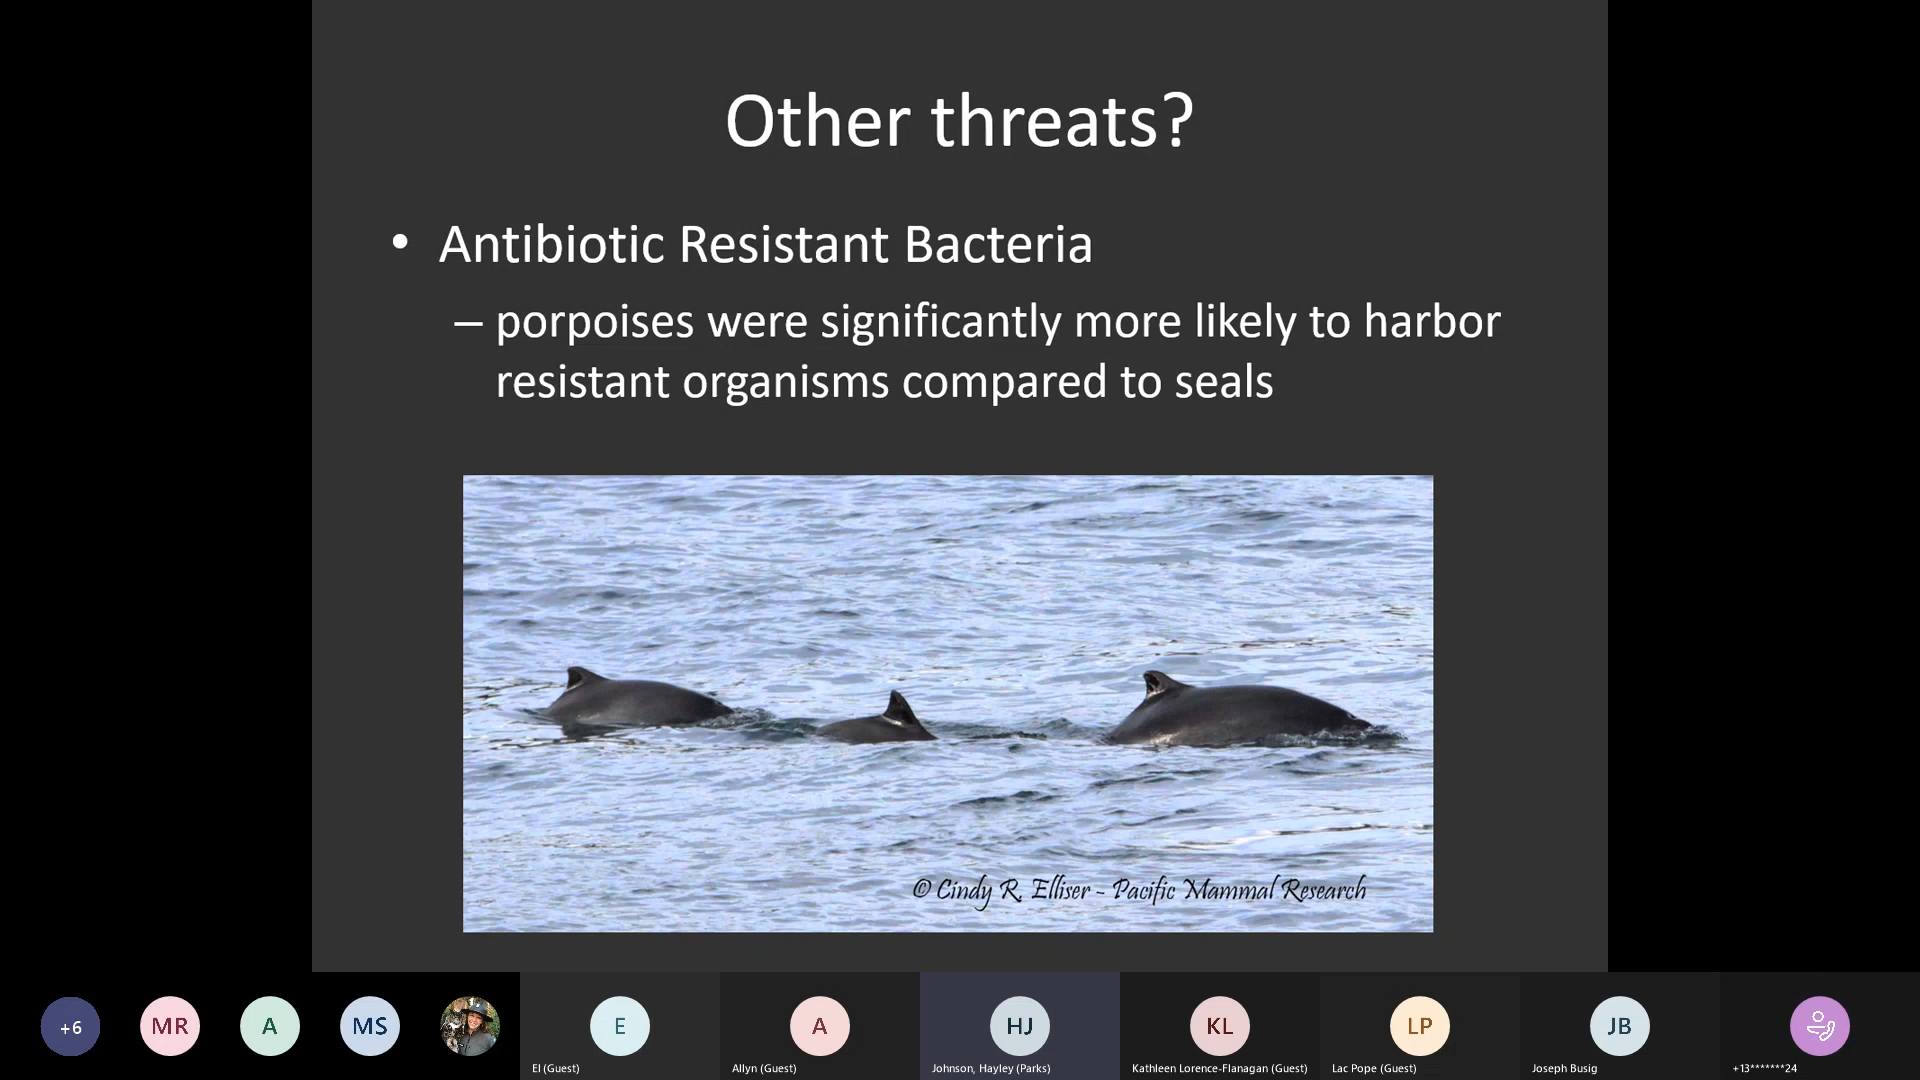 Other threats?
• Antibiotic Resistant Bacteria
– porpoises were significantly more likely to harbor
resistant organisms compared to seals
© Cindy R. Elliser - Pacific Mammal Research
+6
MR
A
MS
E
A
HJ
KL
LP
JB
El (Guest)
Allyn (Guest)
Johnson, Hayley (Parks)
Kathleen Lorence-Flanagan (Guest)
Lac Pope (Guest)
Joseph Busig
+13*******24